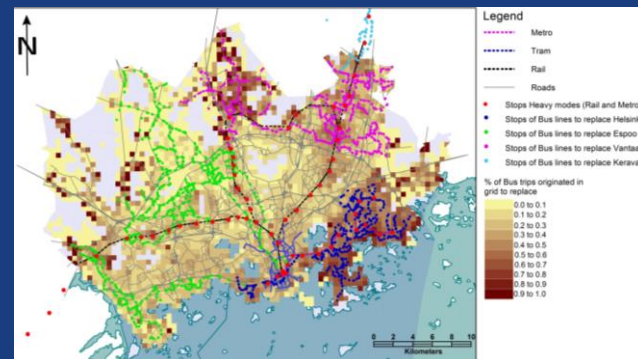 N
Legend
Metro
Tram
Rail
Roads
Stops Heavy modes (Rail and Metro
Stops of Bus lines to replace Helsink
Stops of Bus lines to replace Espoo
Stops of Bus lines to replace Vantaa
Stops of Bus lines to replace Kerava
% of Bus trips originated in
grid to replace
0.0 to 0.1
0.1 to 0.2
0.2 to 0.3
0.3 to 0.4
0.4 to 0.5
0.5 to 0.6
0.6 to 0.7
0.7 to 0.8
0.8 to 0.9
0.9 to 1.0
0 2 4 6 8 10
Kilometers